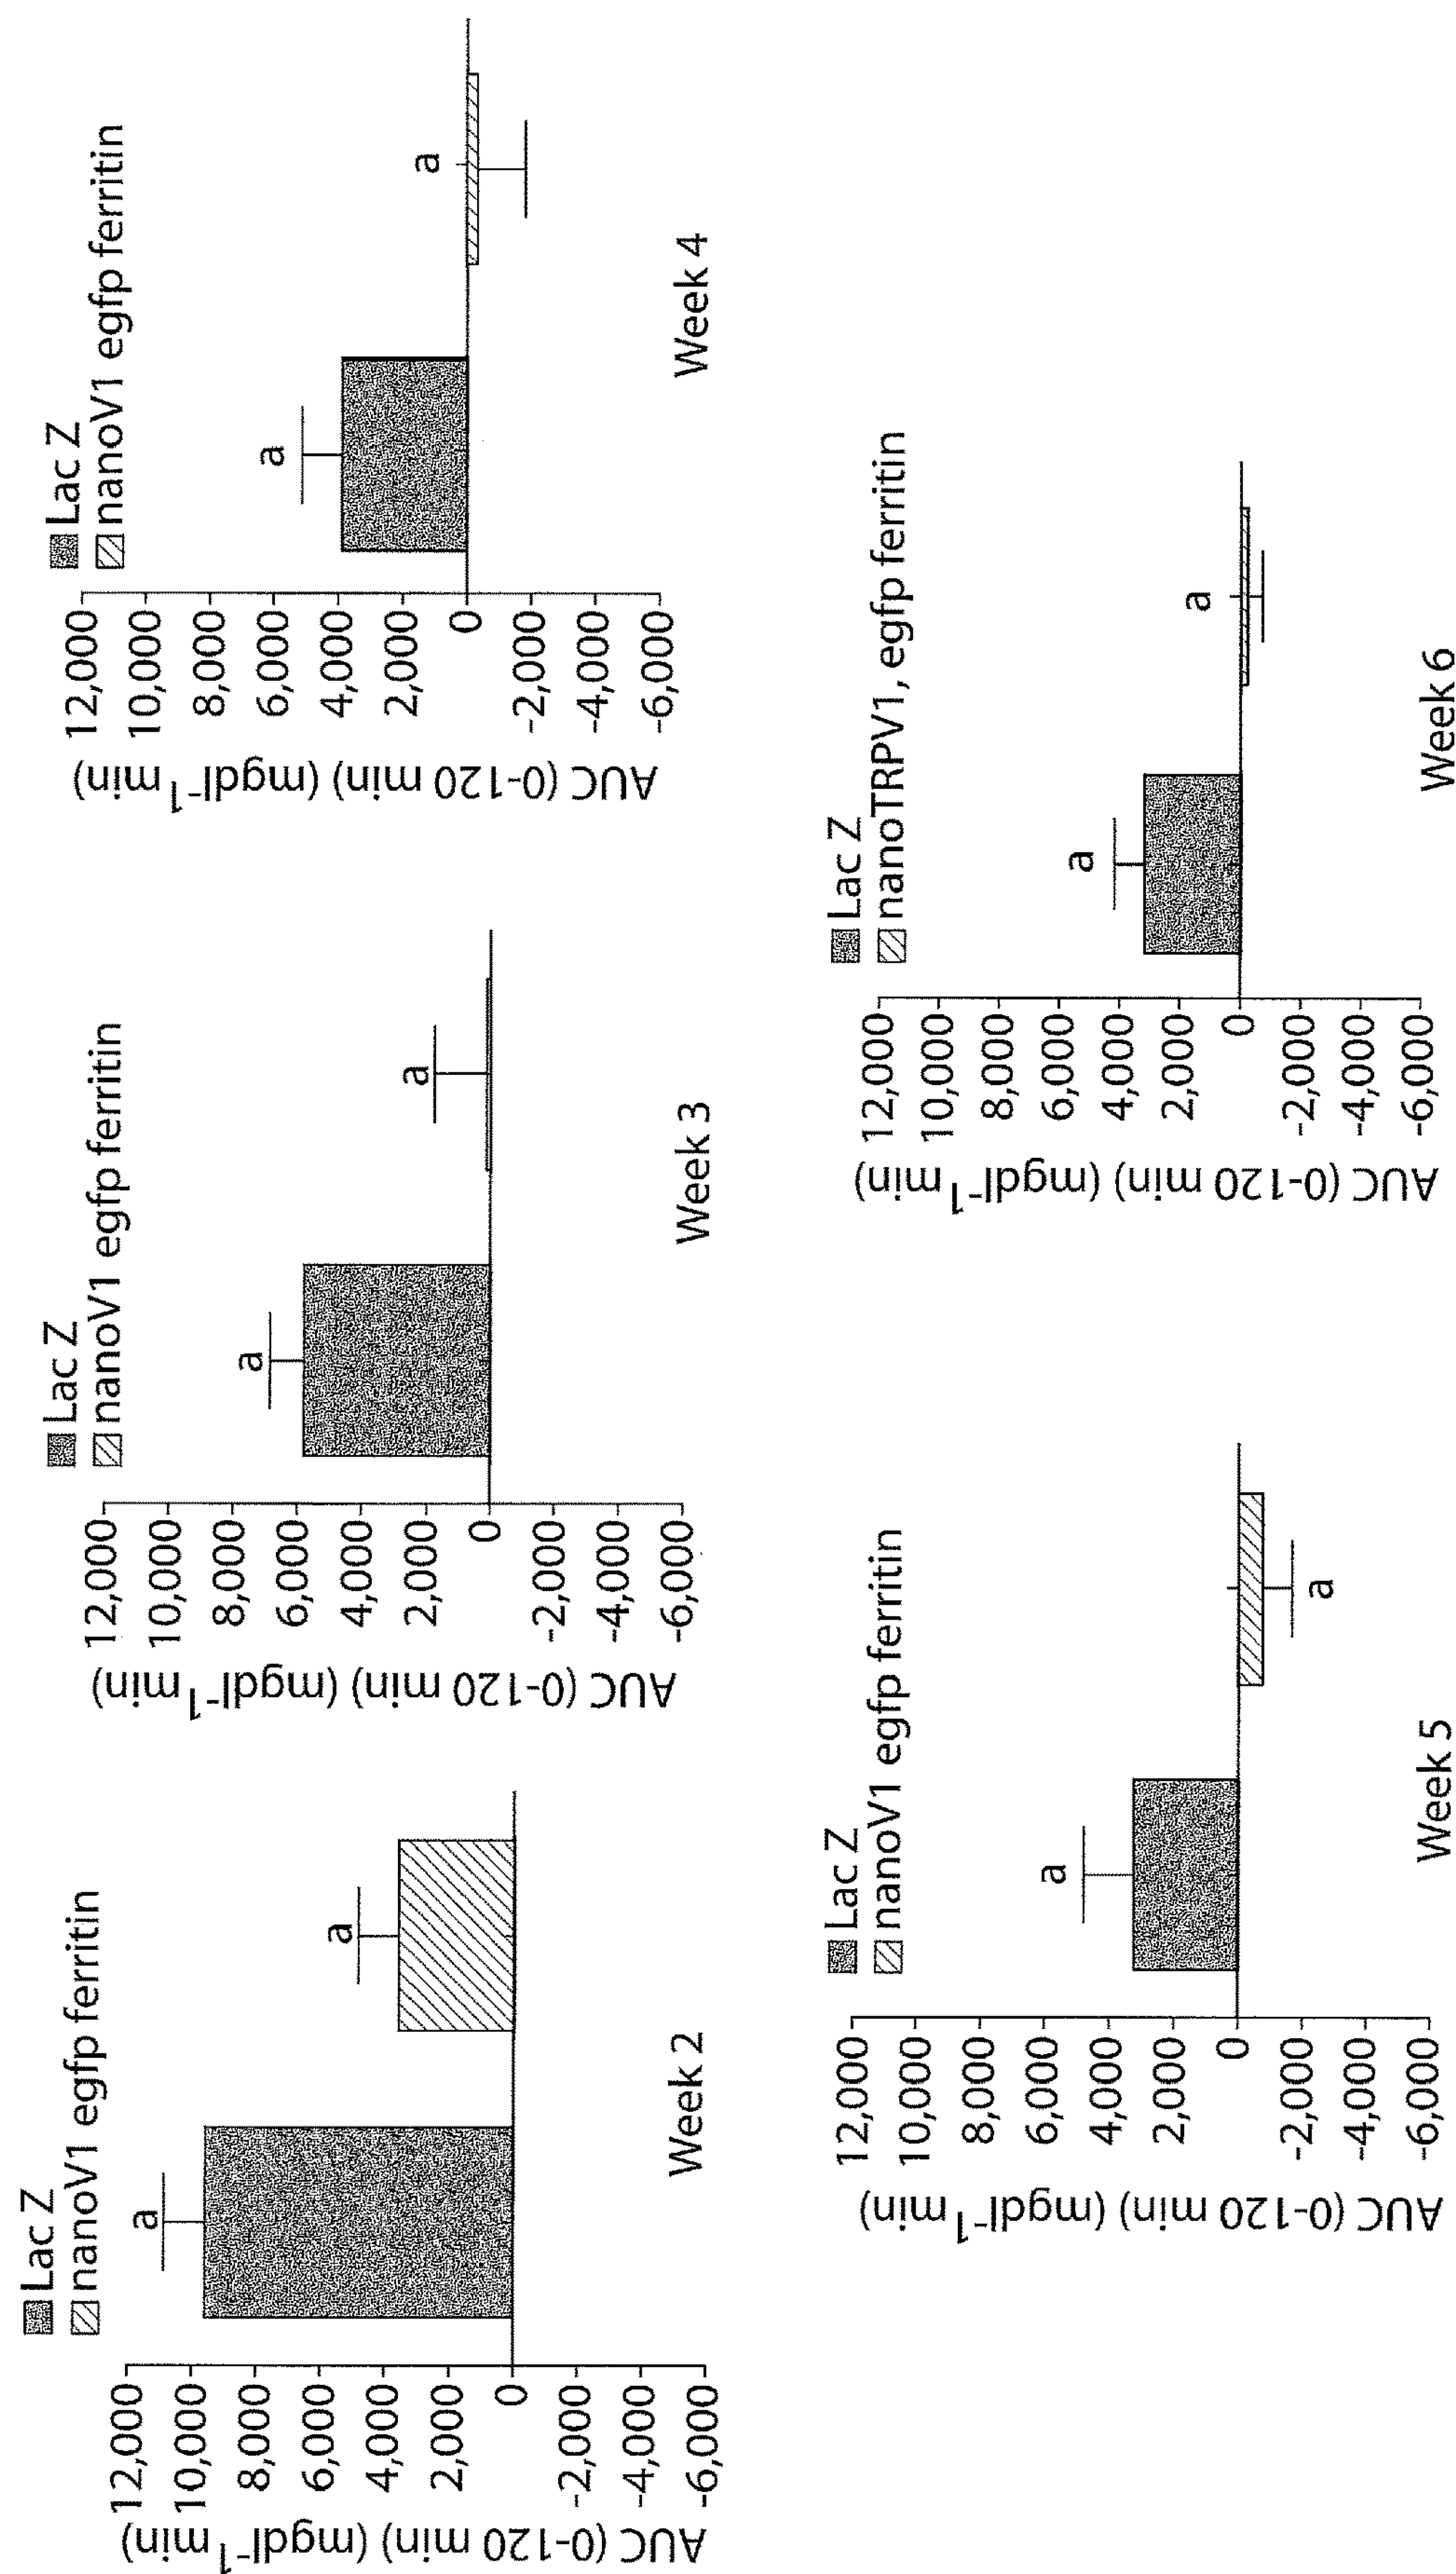 Lac Z
nanoV1 egfp ferritin
AUC (0-120 min) (mgdl-1min)
12,000
10,000
8,000
6,000
4,000
2,000
0
-2,000
-4,000
-6,000
a
a
Week 2
Lac Z
nanoV1 egfp ferritin
AUC (0-120 min) (mgdl-1min)
12,000
10,000
8,000
6,000
4,000
2,000
0
-2,000
-4,000
-6,000
a
a
Week 3
Lac Z
nanoV1 egfp ferritin
AUC (0-120 min) (mgdl-1min)
12,000
10,000
8,000
6,000
4,000
2,000
0
-2,000
-4,000
-6,000
a
a
Week 4
Lac Z
nanoV1 egfp ferritin
AUC (0-120 min) (mgdl-1min)
12,000
10,000
8,000
6,000
4,000
2,000
0
-2,000
-4,000
-6,000
a
a
Week 5
Lac Z
nanoTRPV1, egfp ferritin
AUC (0-120 min) (mgdl-1min)
12,000
10,000
8,000
6,000
4,000
2,000
0
-2,000
-4,000
-6,000
a
a
Week 6